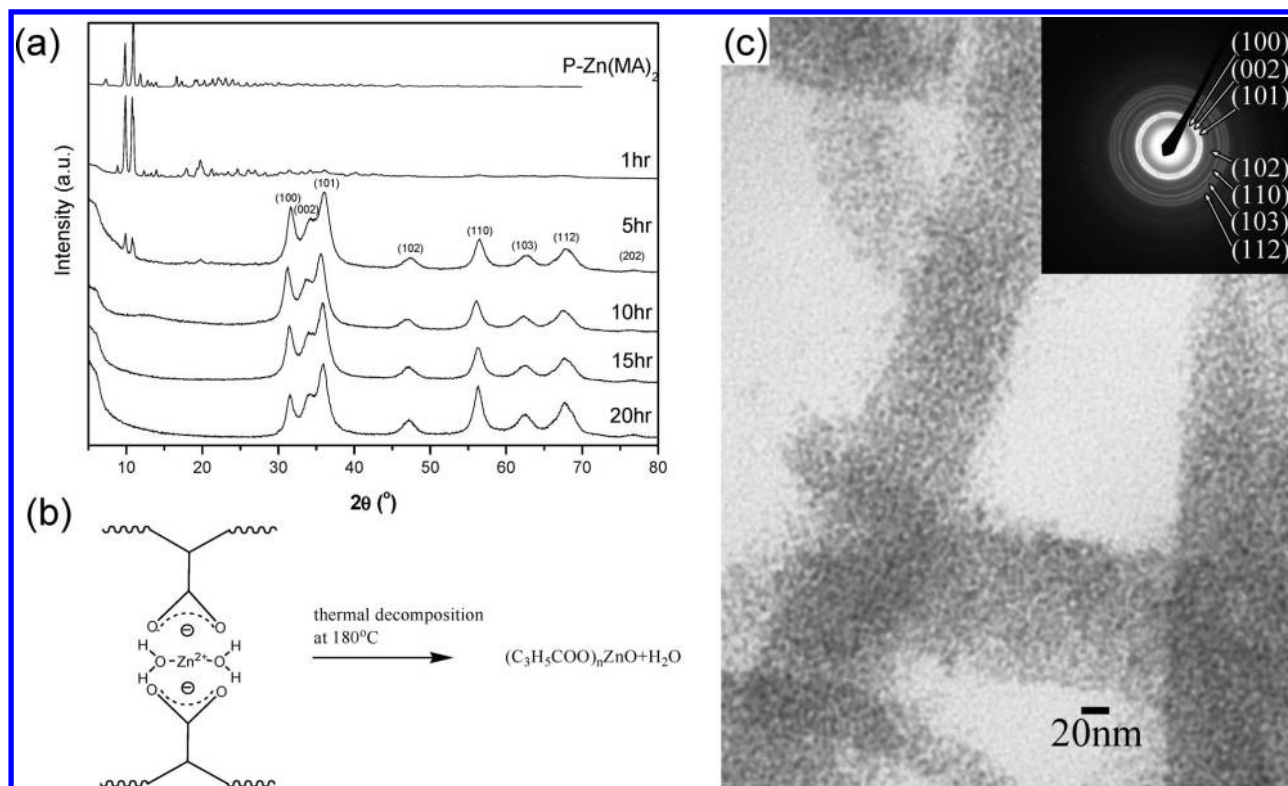 (a)
P-Zn(MA)2
1hr
5hr
10hr
15hr
20hr
(100)
(002)
(101)
(102)
(110)
(103)
(112)
(202)
Intensity (a.u.)
10 20 30 40 50 60 70 80
2θ (°)
(b)
O O
⊖
H H
O Zn2+ O
H H
⊖
O O
thermal decomposition
at 180°C
(C3H5COO)nZnO+H2O
(c)
(100)
(002)
(101)
(102)
(110)
(103)
(112)
20nm